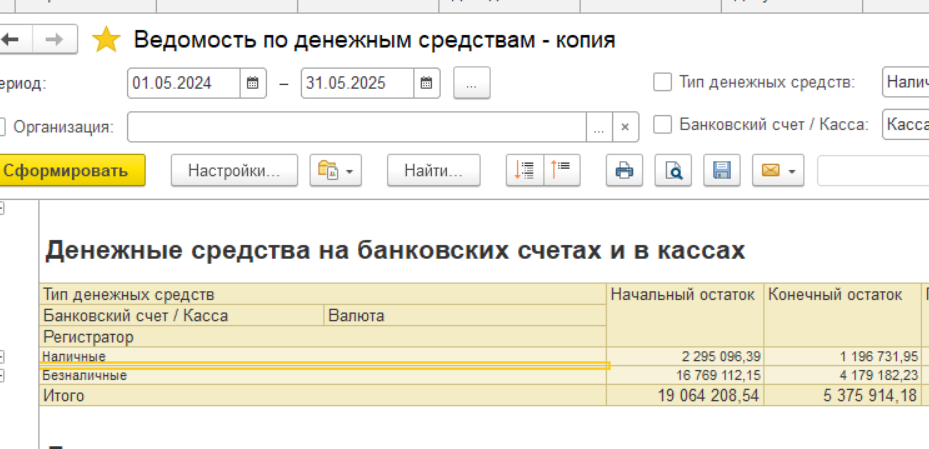 Ведомость по денежным средствам - копия
ериод: 01.05.2024 – 31.05.2025 ... Тип денежных средств: Налич
Организация: ... × Банковский счет / Касса: Касса
Сформировать Настройки... Найти...
Денежные средства на банковских счетах и в кассах
Тип денежных средств Начальный остаток Конечный остаток
Банковский счет / Касса Валюта
Регистратор
Наличные 2 295 096,39 1 196 731,95
Безналичные 16 769 112,15 4 179 182,23
Итого 19 064 208,54 5 375 914,18